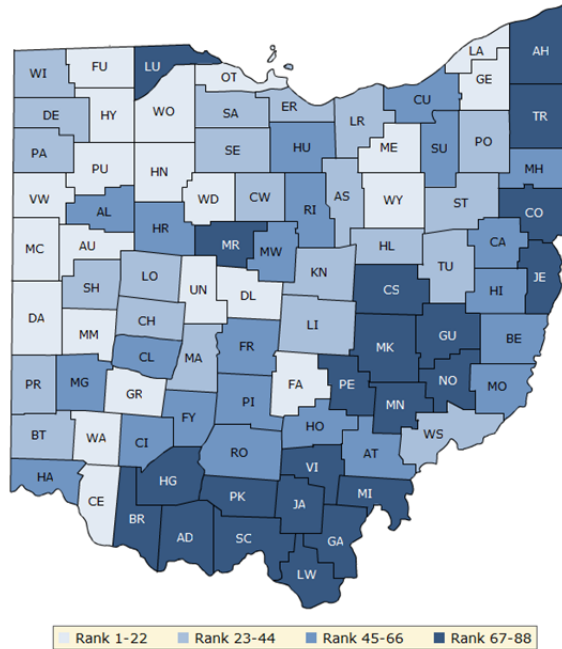 LA
AH
FU
LU
WI
OT
GE
CU
ER
TR
DE
HY
WO
SA
LR
PO
SU
ME
PA
SE
HU
MH
PU
HN
VW
WD
CW
AS
WY
ST
CO
AL
RI
HR
CA
AU
MR
MW
HL
MC
TU
JE
LO
KN
SH
UN
DL
CS
HI
DA
CH
LI
GU
MM
BE
CL
MA
FR
MK
PR
MG
FA
PE
NO
GR
PI
MN
MO
FY
HO
BT
WA
CI
WS
RO
AT
HA
VI
HG
MI
CE
PK
JA
BR
AD
SC
GA
LW
Rank 1-22 Rank 23-44 Rank 45-66 Rank 67-88